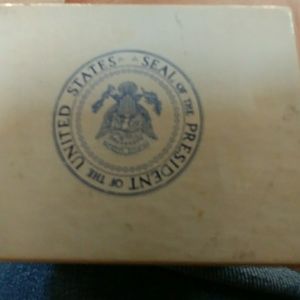 SEAL OF THE PRESIDENT OF THE UNITED STATES